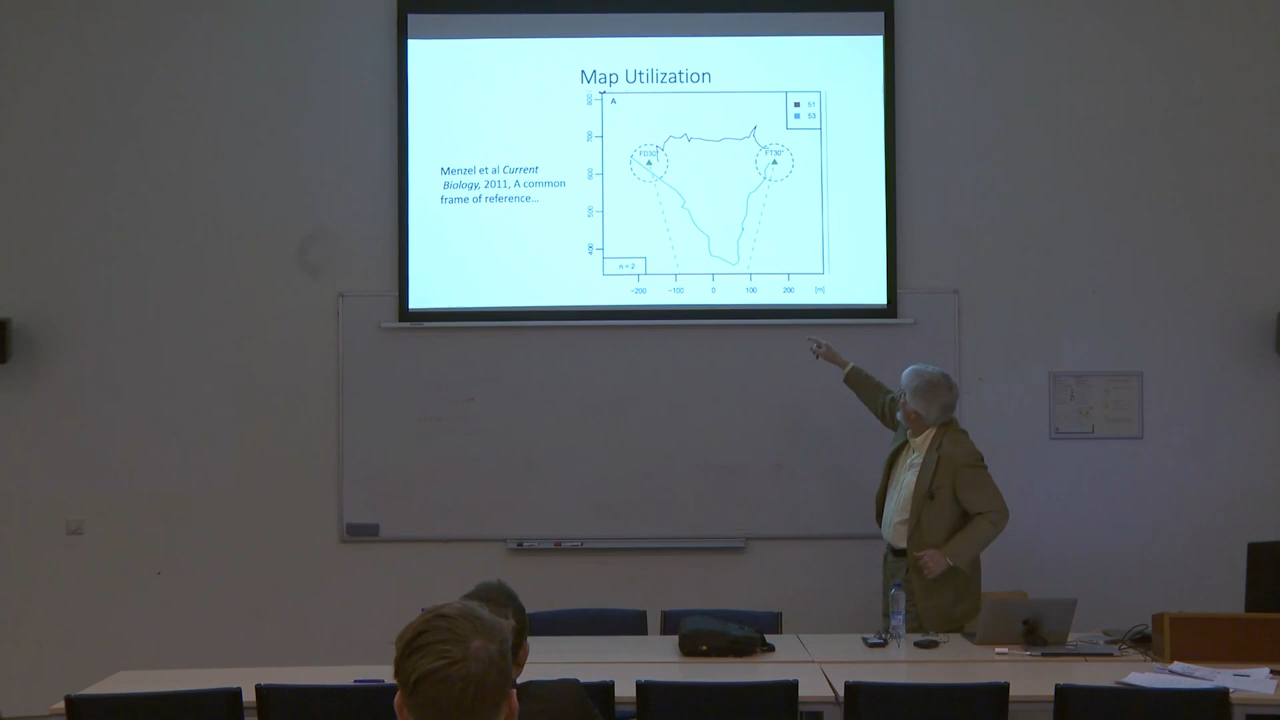 Map Utilization
Menzel et al Current
Biology, 2011, A common
frame of reference...
A
51
53
800
700
600
500
400
FD30°
FT30°
n = 2
−200
−100
0
100
200
[m]